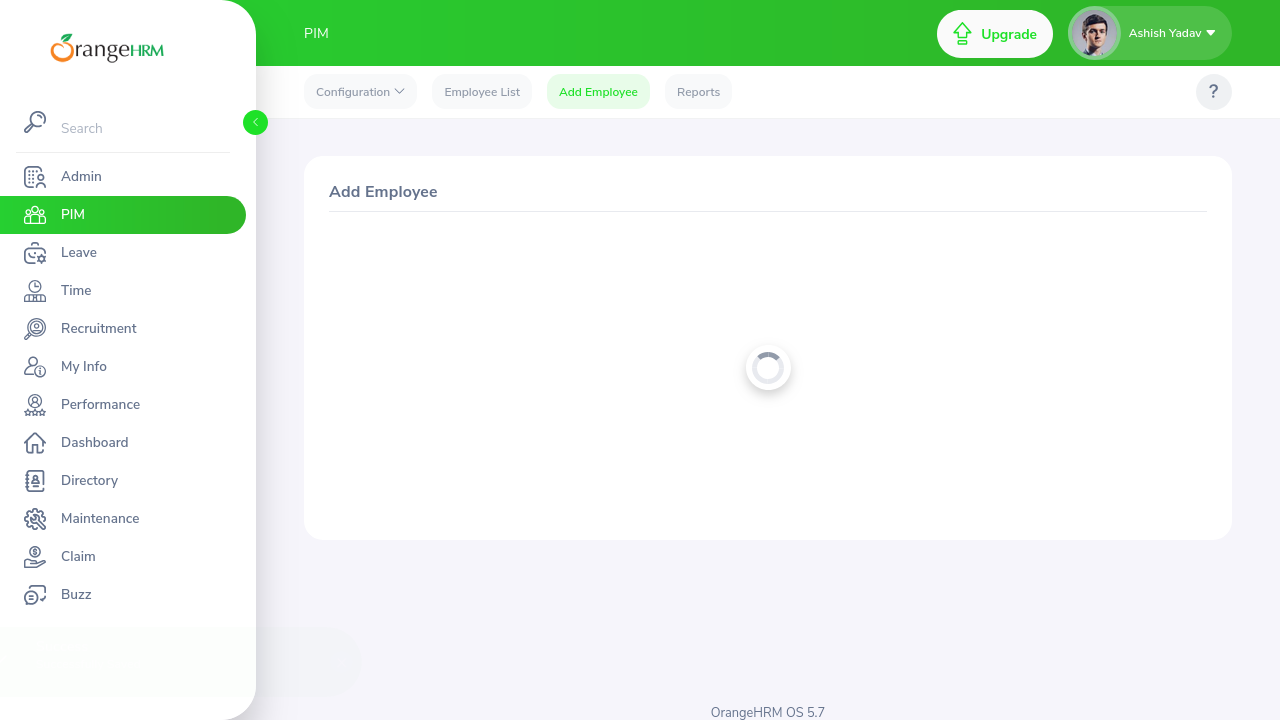 OrangeHRM
Search
Admin
PIM
Leave
Time
Recruitment
My Info
Performance
Dashboard
Directory
Maintenance
Claim
Buzz
PIM
Upgrade
Ashish Yadav
Configuration
Employee List
Add Employee
Reports
?
Add Employee
OrangeHRM OS 5.7